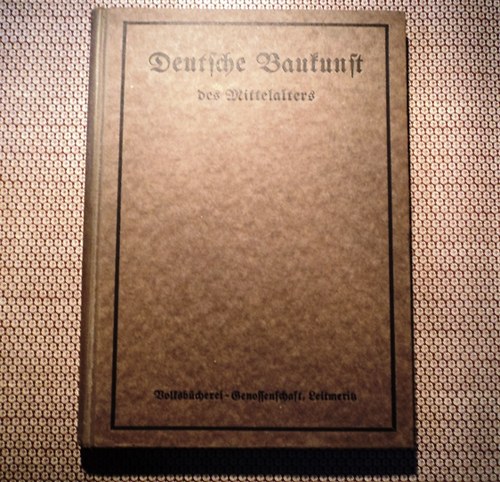 Deutsche Baukunst
des Mittelalters
Volksbücherei-Genossenschaft, Leitmeritz